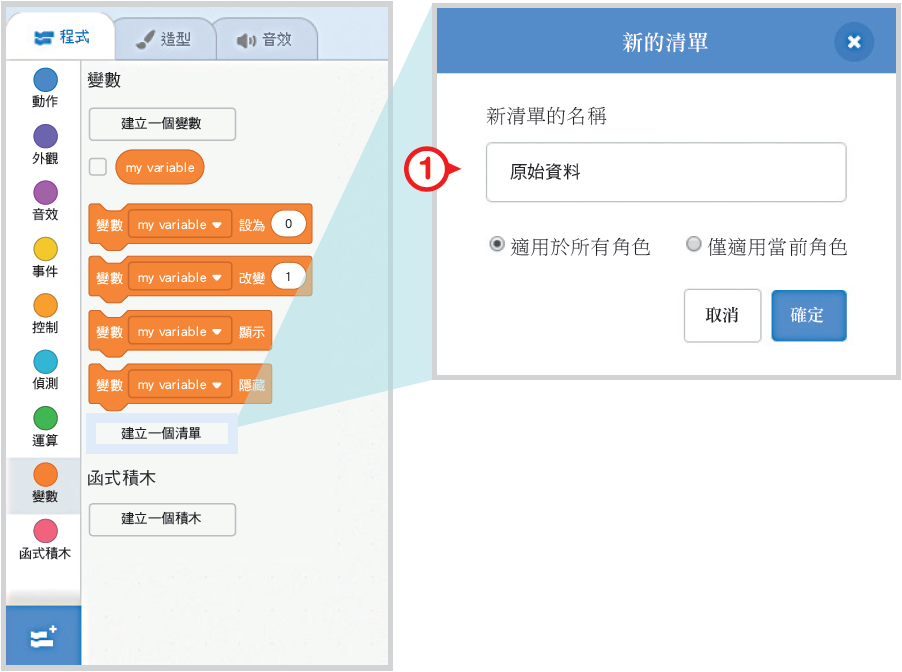 程式
造型
音效
動作
外觀
音效
事件
控制
偵測
運算
變數
函式積木
變數
建立一個變數
my variable
變數 my variable 設為 0
變數 my variable 改變 1
變數 my variable 顯示
變數 my variable 隱藏
建立一個清單
函式積木
建立一個積木
新的清單
新清單的名稱
1
原始資料
適用於所有角色
僅適用當前角色
取消
確定